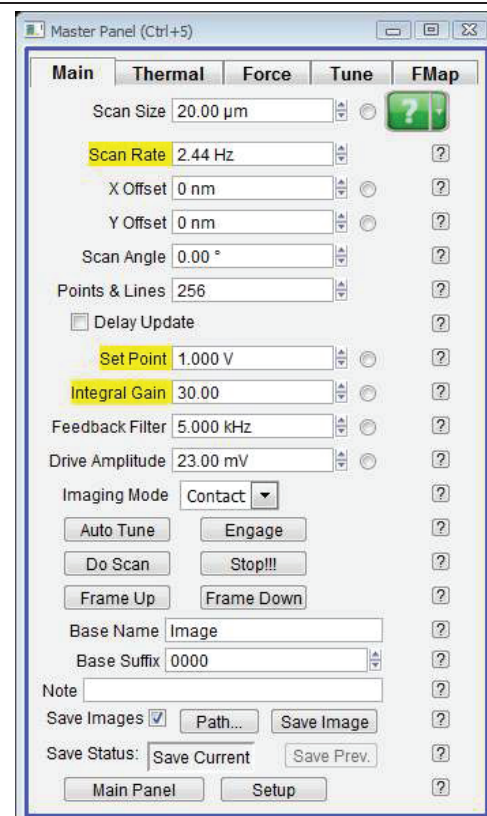 Master Panel (Ctrl+5)
Main Thermal Force Tune FMap
Scan Size 20.00 µm ?
Scan Rate 2.44 Hz ?
X Offset 0 nm ?
Y Offset 0 nm ?
Scan Angle 0.00 ° ?
Points & Lines 256 ?
Delay Update ?
Set Point 1.000 V ?
Integral Gain 30.00 ?
Feedback Filter 5.000 kHz ?
Drive Amplitude 23.00 mV ?
Imaging Mode Contact ?
Auto Tune Engage ?
Do Scan Stop!!! ?
Frame Up Frame Down ?
Base Name Image ?
Base Suffix 0000 ?
Note ?
Save Images Path... Save Image ?
Save Status: Save Current Save Prev. ?
Main Panel Setup ?